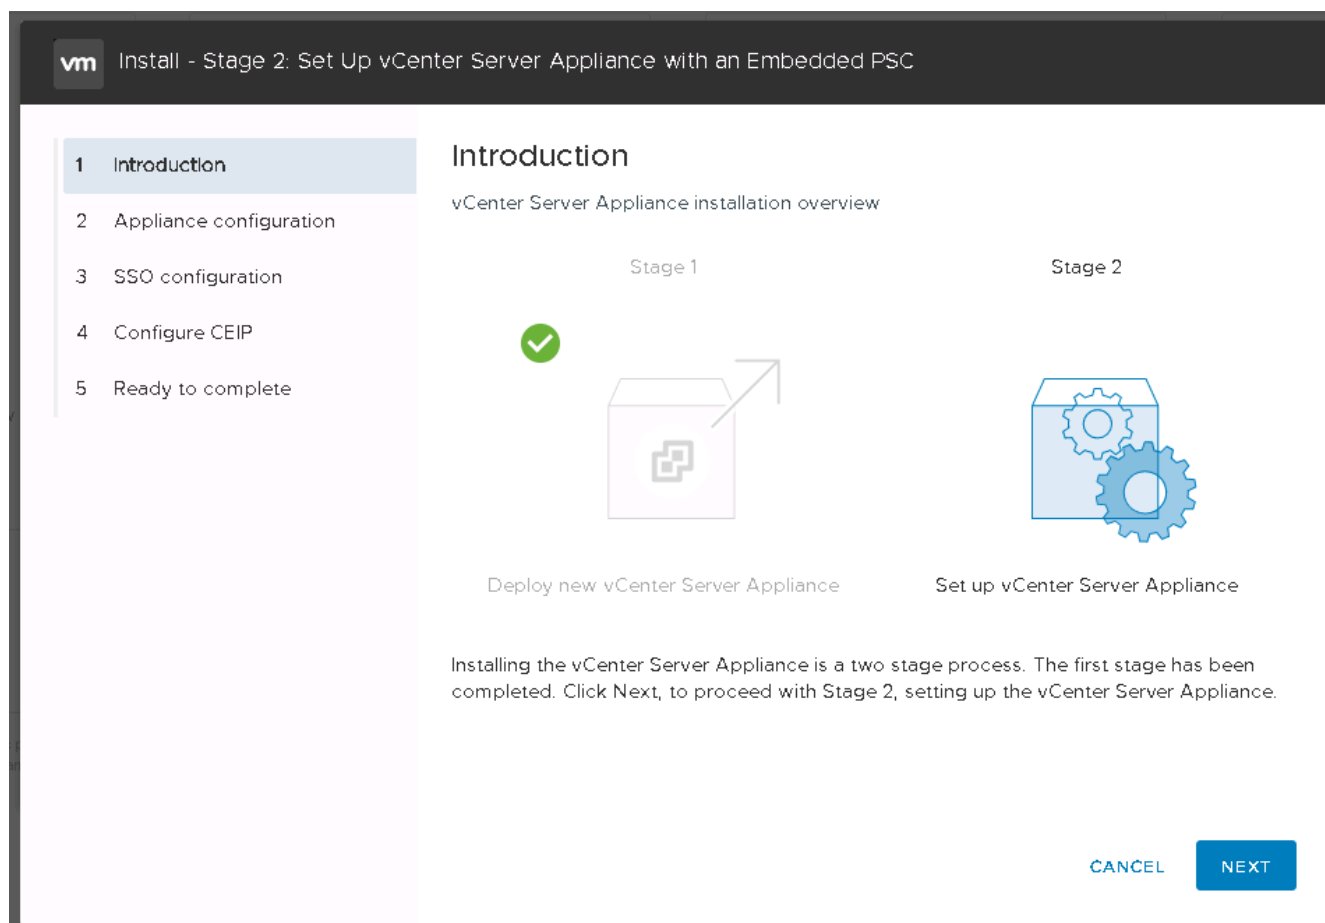 vm Install - Stage 2: Set Up vCenter Server Appliance with an Embedded PSC
1 Introduction
2 Appliance configuration
3 SSO configuration
4 Configure CEIP
5 Ready to complete
Introduction
vCenter Server Appliance installation overview
Stage 1
Stage 2
Deploy new vCenter Server Appliance
Set up vCenter Server Appliance
Installing the vCenter Server Appliance is a two stage process. The first stage has been
completed. Click Next, to proceed with Stage 2, setting up the vCenter Server Appliance.
CANCEL
NEXT